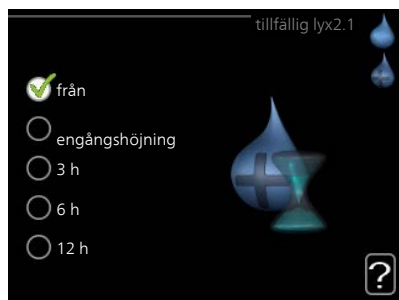 tillfällig lyx2.1
från
engångshöjning
3 h
6 h
12 h
?